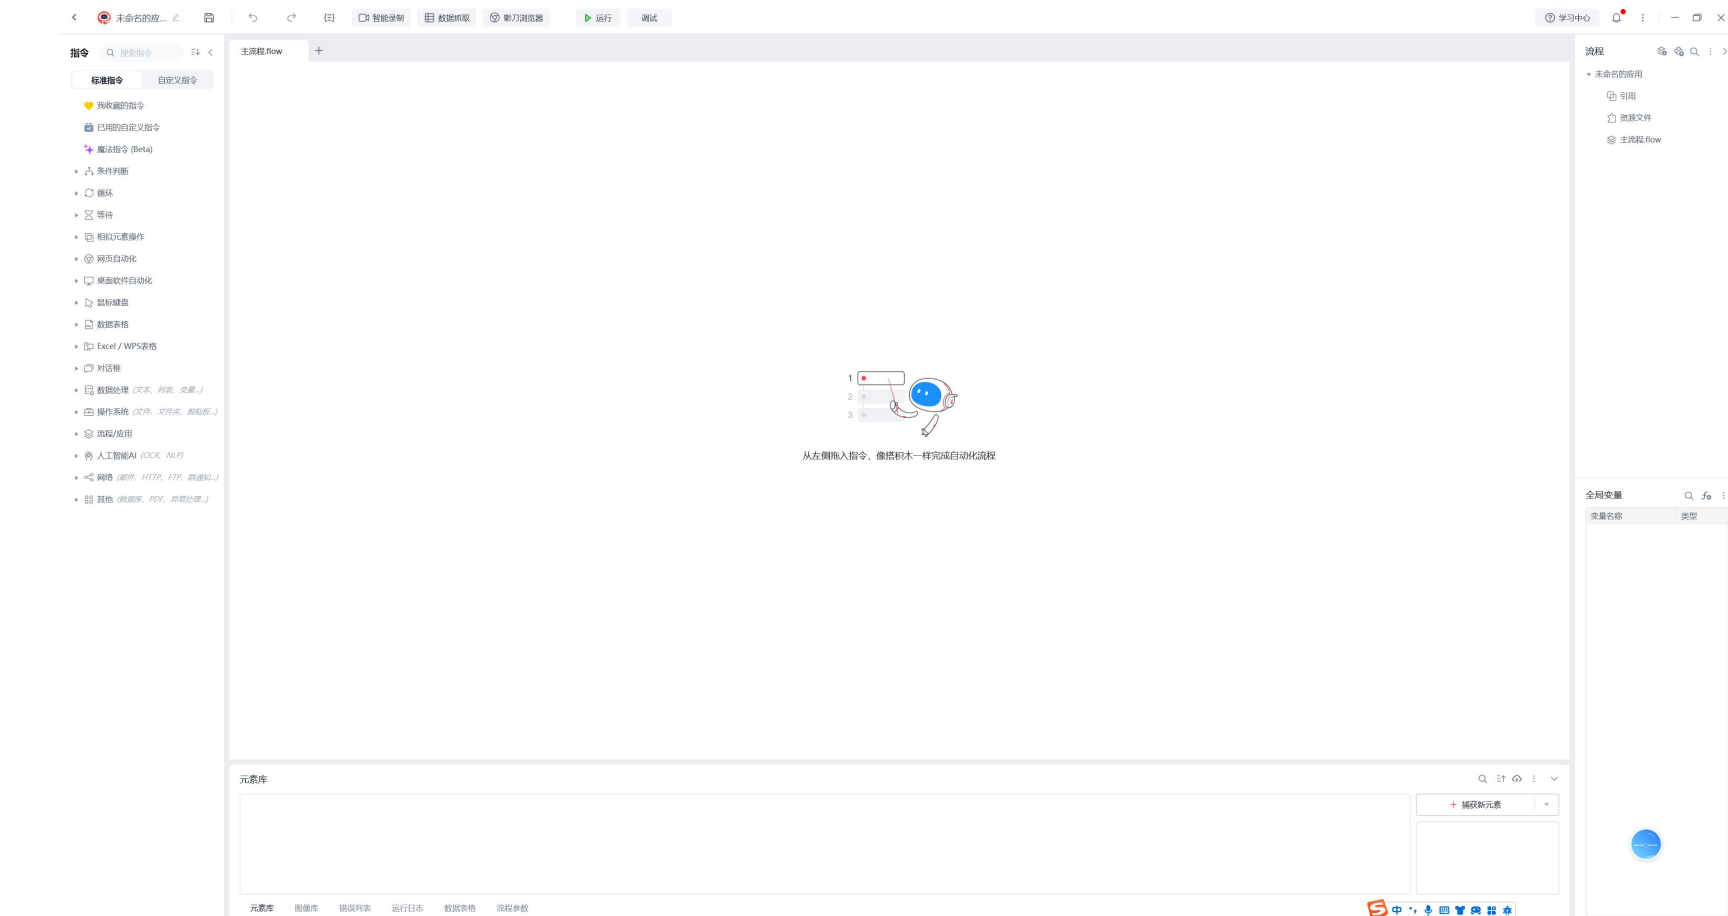 未命名的应...
智能录制
数据抓取
影刀浏览器
运行
调试
学习中心
指令
搜索指令
标准指令
自定义指令
我收藏的指令
已用的自定义指令
魔法指令 (Beta)
条件判断
循环
等待
相似元素操作
网页自动化
桌面软件自动化
鼠标键盘
数据表格
Excel / WPS表格
对话框
数据处理 (文本、列表、变量...)
操作系统 (文件、文件夹、剪贴板...)
流程/应用
人工智能AI (OCR、NLP)
网络 (邮件、HTTP、FTP、群通知...)
其他 (数据库、PDF、异常处理...)
主流程.flow
1
2
3
从左侧拖入指令，像搭积木一样完成自动化流程
流程
未命名的应用
引用
资源文件
主流程.flow
全局变量
变量名称
类型
元素库
捕获新元素
元素库
图像库
错误列表
运行日志
数据表格
流程参数
中